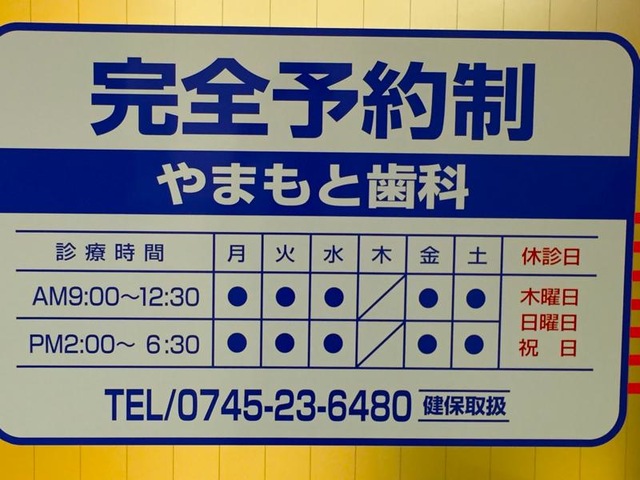 完全予約制
やまもと歯科
診療時間 月 火 水 木 金 土 休診日
AM9:00〜12:30 ● ● ● ／ ● ● 木曜日
日曜日
PM2:00〜 6:30 ● ● ● ／ ● ● 祝 日
TEL/0745-23-6480 健保取扱